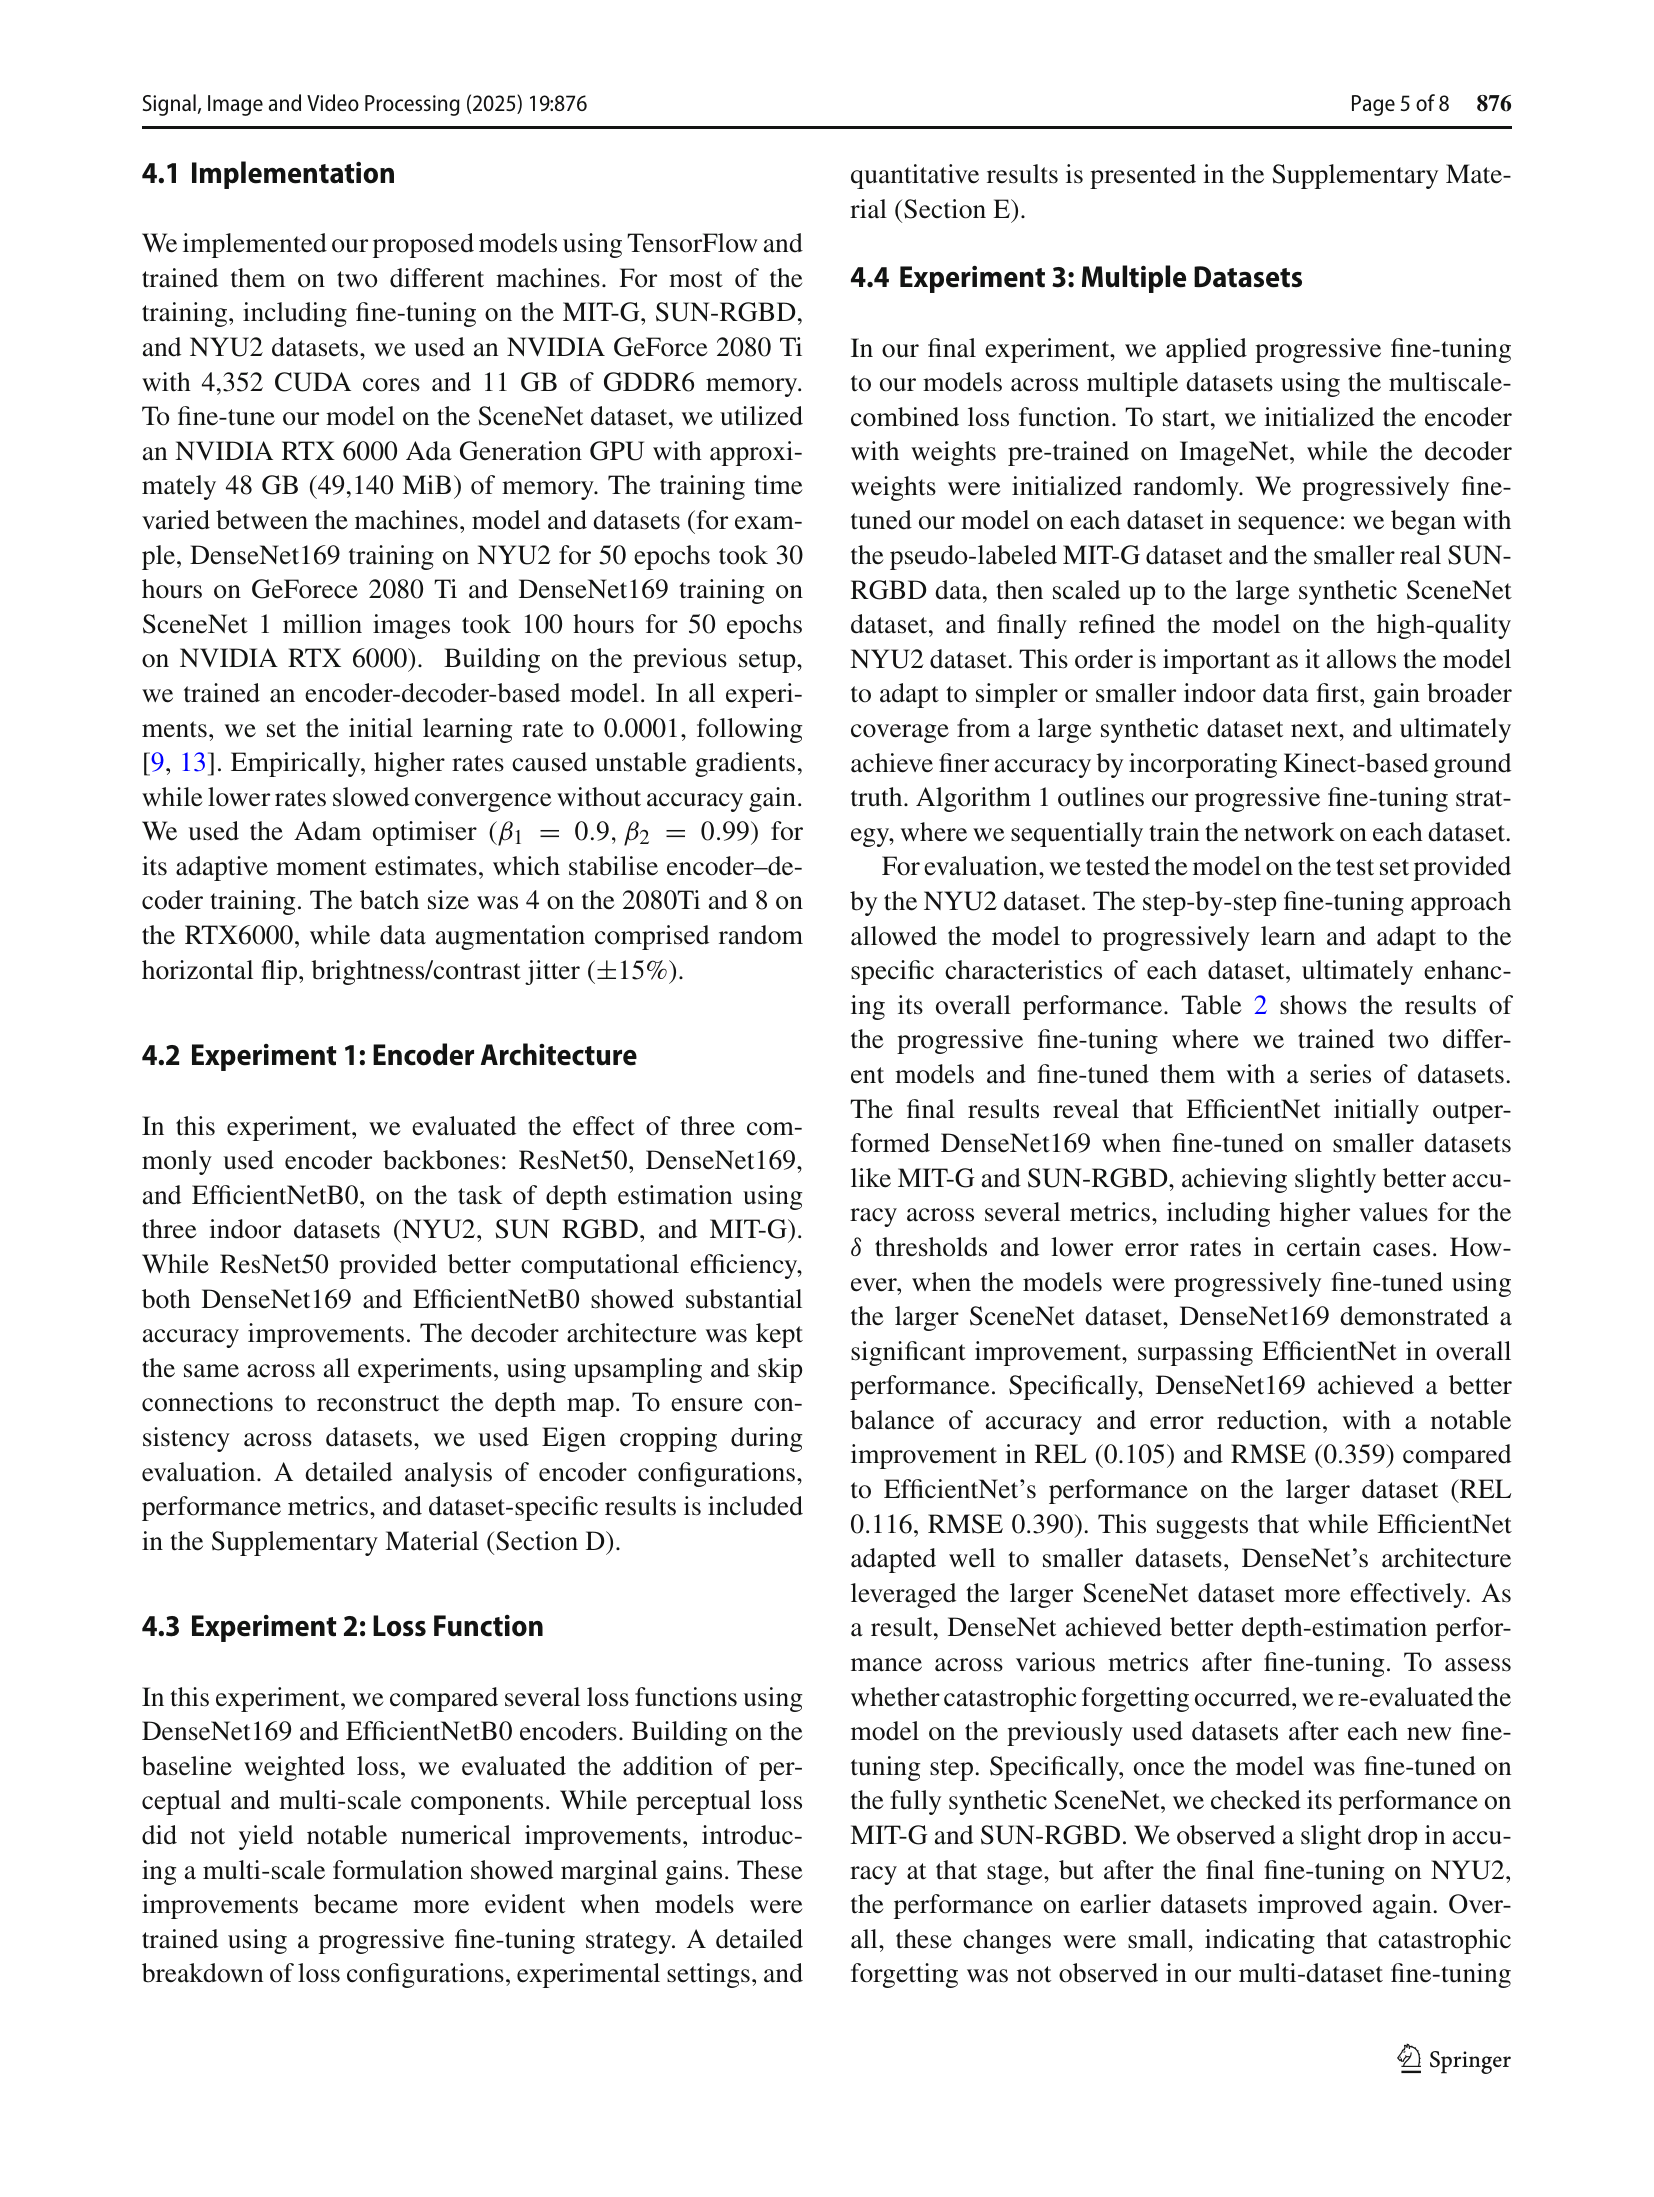 Signal, Image and Video Processing (2025) 19:876
Page 5 of 8 876
4.1 Implementation
We implemented our proposed models using TensorFlow and
trained them on two different machines. For most of the
training, including fine-tuning on the MIT-G, SUN-RGBD,
and NYU2 datasets, we used an NVIDIA GeForce 2080 Ti
with 4,352 CUDA cores and 11 GB of GDDR6 memory.
To fine-tune our model on the SceneNet dataset, we utilized
an NVIDIA RTX 6000 Ada Generation GPU with approxi-
mately 48 GB (49,140 MiB) of memory. The training time
varied between the machines, model and datasets (for exam-
ple, DenseNet169 training on NYU2 for 50 epochs took 30
hours on GeForece 2080 Ti and DenseNet169 training on
SceneNet 1 million images took 100 hours for 50 epochs
on NVIDIA RTX 6000). Building on the previous setup,
we trained an encoder-decoder-based model. In all experi-
ments, we set the initial learning rate to 0.0001, following
[9, 13]. Empirically, higher rates caused unstable gradients,
while lower rates slowed convergence without accuracy gain.
We used the Adam optimiser (β1 = 0.9, β2 = 0.99) for
its adaptive moment estimates, which stabilise encoder–de-
coder training. The batch size was 4 on the 2080Ti and 8 on
the RTX6000, while data augmentation comprised random
horizontal flip, brightness/contrast jitter (±15%).
4.2 Experiment 1: Encoder Architecture
In this experiment, we evaluated the effect of three com-
monly used encoder backbones: ResNet50, DenseNet169,
and EfficientNetB0, on the task of depth estimation using
three indoor datasets (NYU2, SUN RGBD, and MIT-G).
While ResNet50 provided better computational efficiency,
both DenseNet169 and EfficientNetB0 showed substantial
accuracy improvements. The decoder architecture was kept
the same across all experiments, using upsampling and skip
connections to reconstruct the depth map. To ensure con-
sistency across datasets, we used Eigen cropping during
evaluation. A detailed analysis of encoder configurations,
performance metrics, and dataset-specific results is included
in the Supplementary Material (Section D).
4.3 Experiment 2: Loss Function
In this experiment, we compared several loss functions using
DenseNet169 and EfficientNetB0 encoders. Building on the
baseline weighted loss, we evaluated the addition of per-
ceptual and multi-scale components. While perceptual loss
did not yield notable numerical improvements, introduc-
ing a multi-scale formulation showed marginal gains. These
improvements became more evident when models were
trained using a progressive fine-tuning strategy. A detailed
breakdown of loss configurations, experimental settings, and
quantitative results is presented in the Supplementary Mate-
rial (Section E).
4.4 Experiment 3: Multiple Datasets
In our final experiment, we applied progressive fine-tuning
to our models across multiple datasets using the multiscale-
combined loss function. To start, we initialized the encoder
with weights pre-trained on ImageNet, while the decoder
weights were initialized randomly. We progressively fine-
tuned our model on each dataset in sequence: we began with
the pseudo-labeled MIT-G dataset and the smaller real SUN-
RGBD data, then scaled up to the large synthetic SceneNet
dataset, and finally refined the model on the high-quality
NYU2 dataset. This order is important as it allows the model
to adapt to simpler or smaller indoor data first, gain broader
coverage from a large synthetic dataset next, and ultimately
achieve finer accuracy by incorporating Kinect-based ground
truth. Algorithm 1 outlines our progressive fine-tuning strat-
egy, where we sequentially train the network on each dataset.
For evaluation, we tested the model on the test set provided
by the NYU2 dataset. The step-by-step fine-tuning approach
allowed the model to progressively learn and adapt to the
specific characteristics of each dataset, ultimately enhanc-
ing its overall performance. Table 2 shows the results of
the progressive fine-tuning where we trained two differ-
ent models and fine-tuned them with a series of datasets.
The final results reveal that EfficientNet initially outper-
formed DenseNet169 when fine-tuned on smaller datasets
like MIT-G and SUN-RGBD, achieving slightly better accu-
racy across several metrics, including higher values for the
δ thresholds and lower error rates in certain cases. How-
ever, when the models were progressively fine-tuned using
the larger SceneNet dataset, DenseNet169 demonstrated a
significant improvement, surpassing EfficientNet in overall
performance. Specifically, DenseNet169 achieved a better
balance of accuracy and error reduction, with a notable
improvement in REL (0.105) and RMSE (0.359) compared
to EfficientNet’s performance on the larger dataset (REL
0.116, RMSE 0.390). This suggests that while EfficientNet
adapted well to smaller datasets, DenseNet’s architecture
leveraged the larger SceneNet dataset more effectively. As
a result, DenseNet achieved better depth-estimation perfor-
mance across various metrics after fine-tuning. To assess
whether catastrophic forgetting occurred, we re-evaluated the
model on the previously used datasets after each new fine-
tuning step. Specifically, once the model was fine-tuned on
the fully synthetic SceneNet, we checked its performance on
MIT-G and SUN-RGBD. We observed a slight drop in accu-
racy at that stage, but after the final fine-tuning on NYU2,
the performance on earlier datasets improved again. Over-
all, these changes were small, indicating that catastrophic
forgetting was not observed in our multi-dataset fine-tuning
Springer